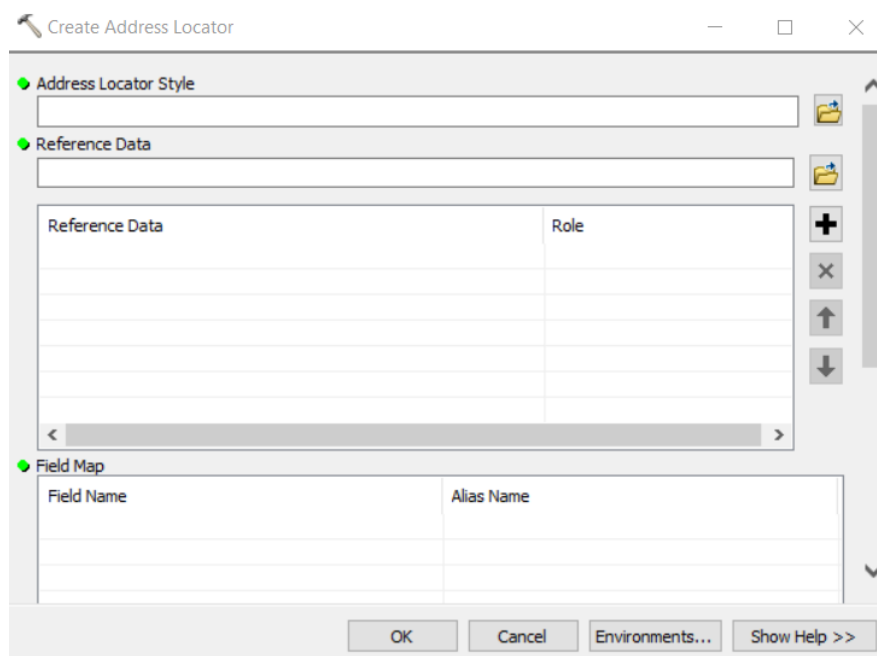 Create Address Locator
Address Locator Style
Reference Data
Reference Data Role
Field Map
Field Name Alias Name
OK Cancel Environments... Show Help >>